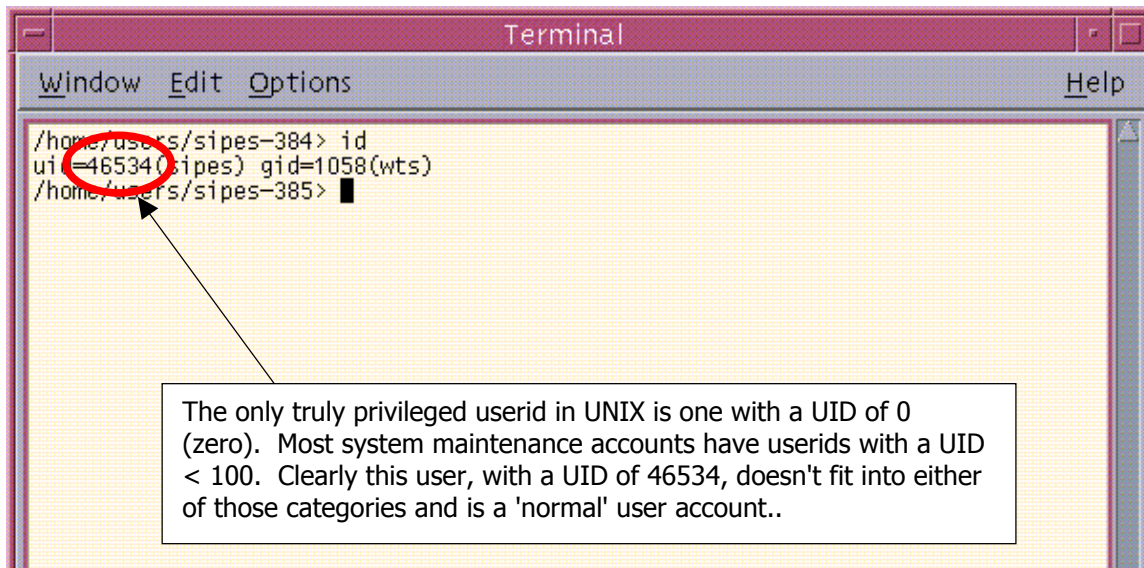 Terminal
Window Edit Options Help
/home/users/sipes-384> id
uid=46534(sipes) gid=1058(wts)
/home/users/sipes-385>
The only truly privileged userid in UNIX is one with a UID of 0
(zero). Most system maintenance accounts have userids with a UID
< 100. Clearly this user, with a UID of 46534, doesn't fit into either
of those categories and is a 'normal' user account..